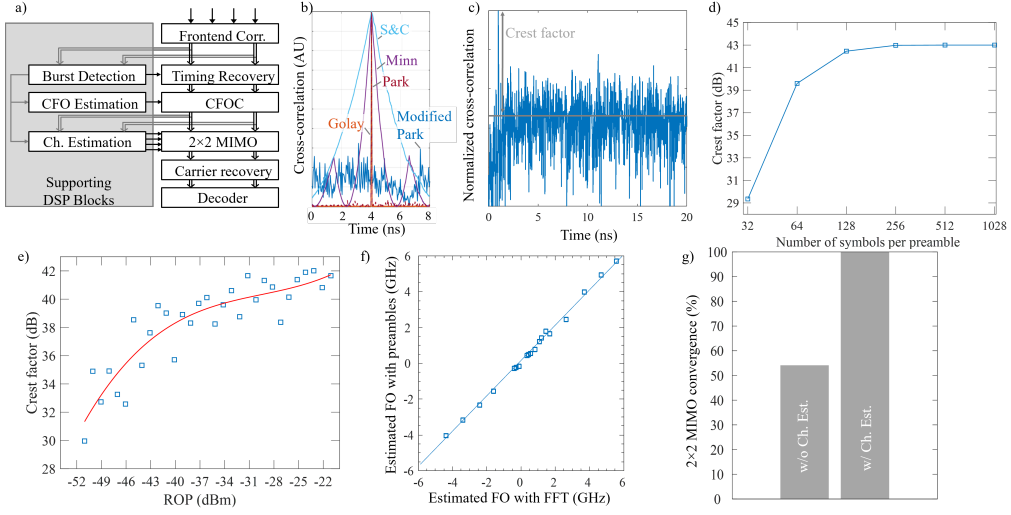 a)
Frontend Corr.
Burst Detection
Timing Recovery
CFO Estimation
CFOC
Ch. Estimation
2×2 MIMO
Carrier recovery
Decoder
Supporting
DSP Blocks
b)
Cross-correlation (AU)
S&C
Minn
Park
Golay
Modified
Park
0 2 4 6 8
Time (ns)
c)
Normalized cross-correlation
Crest factor
0 5 10 15 20
Time (ns)
d)
Crest factor (dB)
45
43
41
39
37
35
33
31
29
32 64 128 256 512 1028
Number of symbols per preamble
e)
Crest factor (dB)
42
40
38
36
34
32
30
28
-52 -49 -46 -45 -40 -37 -34 -31 -28 -25 -22
ROP (dBm)
f)
Estimated FO with preambles (GHz)
6
4
2
0
-2
-4
-6
-6 -4 -2 0 2 4 6
Estimated FO with FFT (GHz)
g)
2×2 MIMO convergence (%)
100
90
80
70
60
50
40
30
20
10
0
w/o Ch. Est.
w/ Ch. Est.